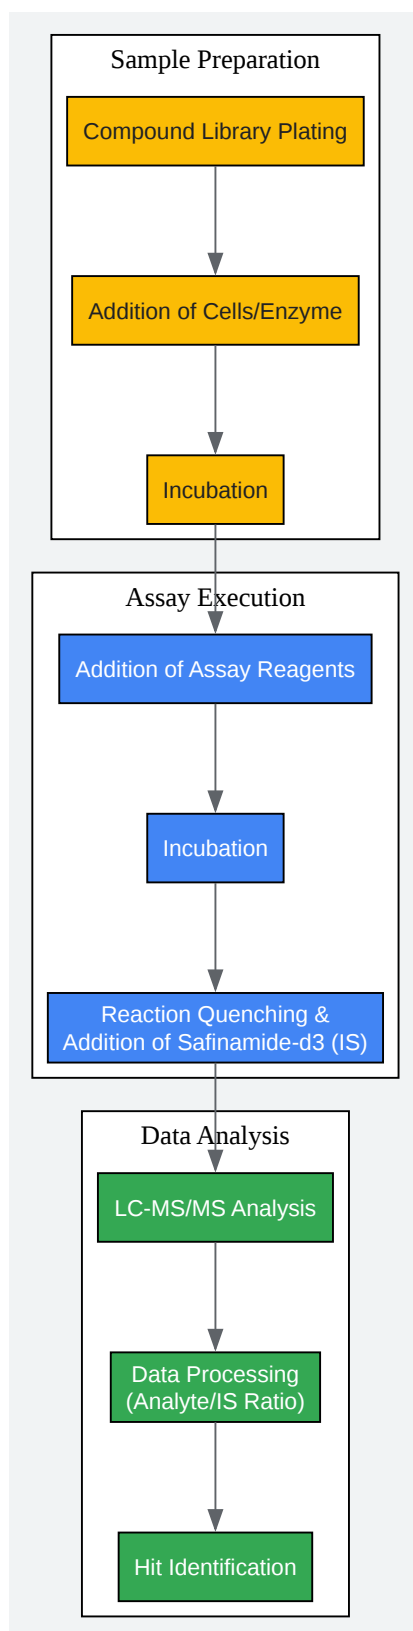 Sample Preparation
Compound Library Plating
Addition of Cells/Enzyme
Incubation
Assay Execution
Addition of Assay Reagents
Incubation
Reaction Quenching &
Addition of Safinamide-d3 (IS)
Data Analysis
LC-MS/MS Analysis
Data Processing
(Analyte/IS Ratio)
Hit Identification